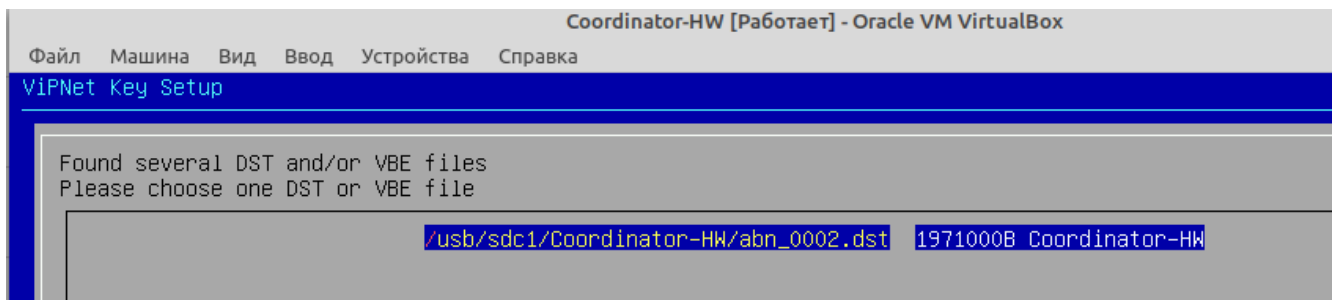 Coordinator-HW [Работает] - Oracle VM VirtualBox
Файл Машина Вид Ввод Устройства Справка
ViPNet Key Setup
Found several DST and/or VBE files
Please choose one DST or VBE file
/usb/sdc1/Coordinator-HW/abn_0002.dst 1971000B Coordinator-HW